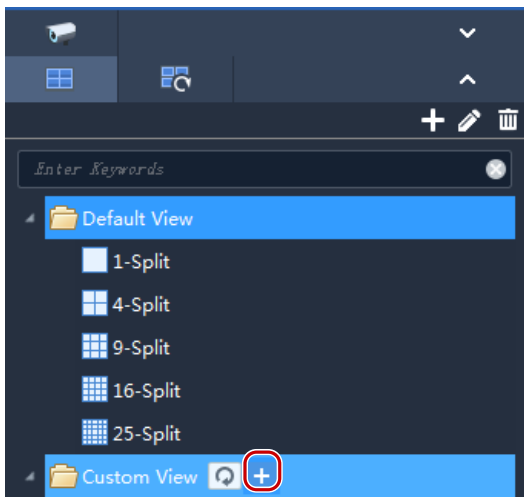 Enter Keywords
Default View
1-Split
4-Split
9-Split
16-Split
25-Split
Custom View